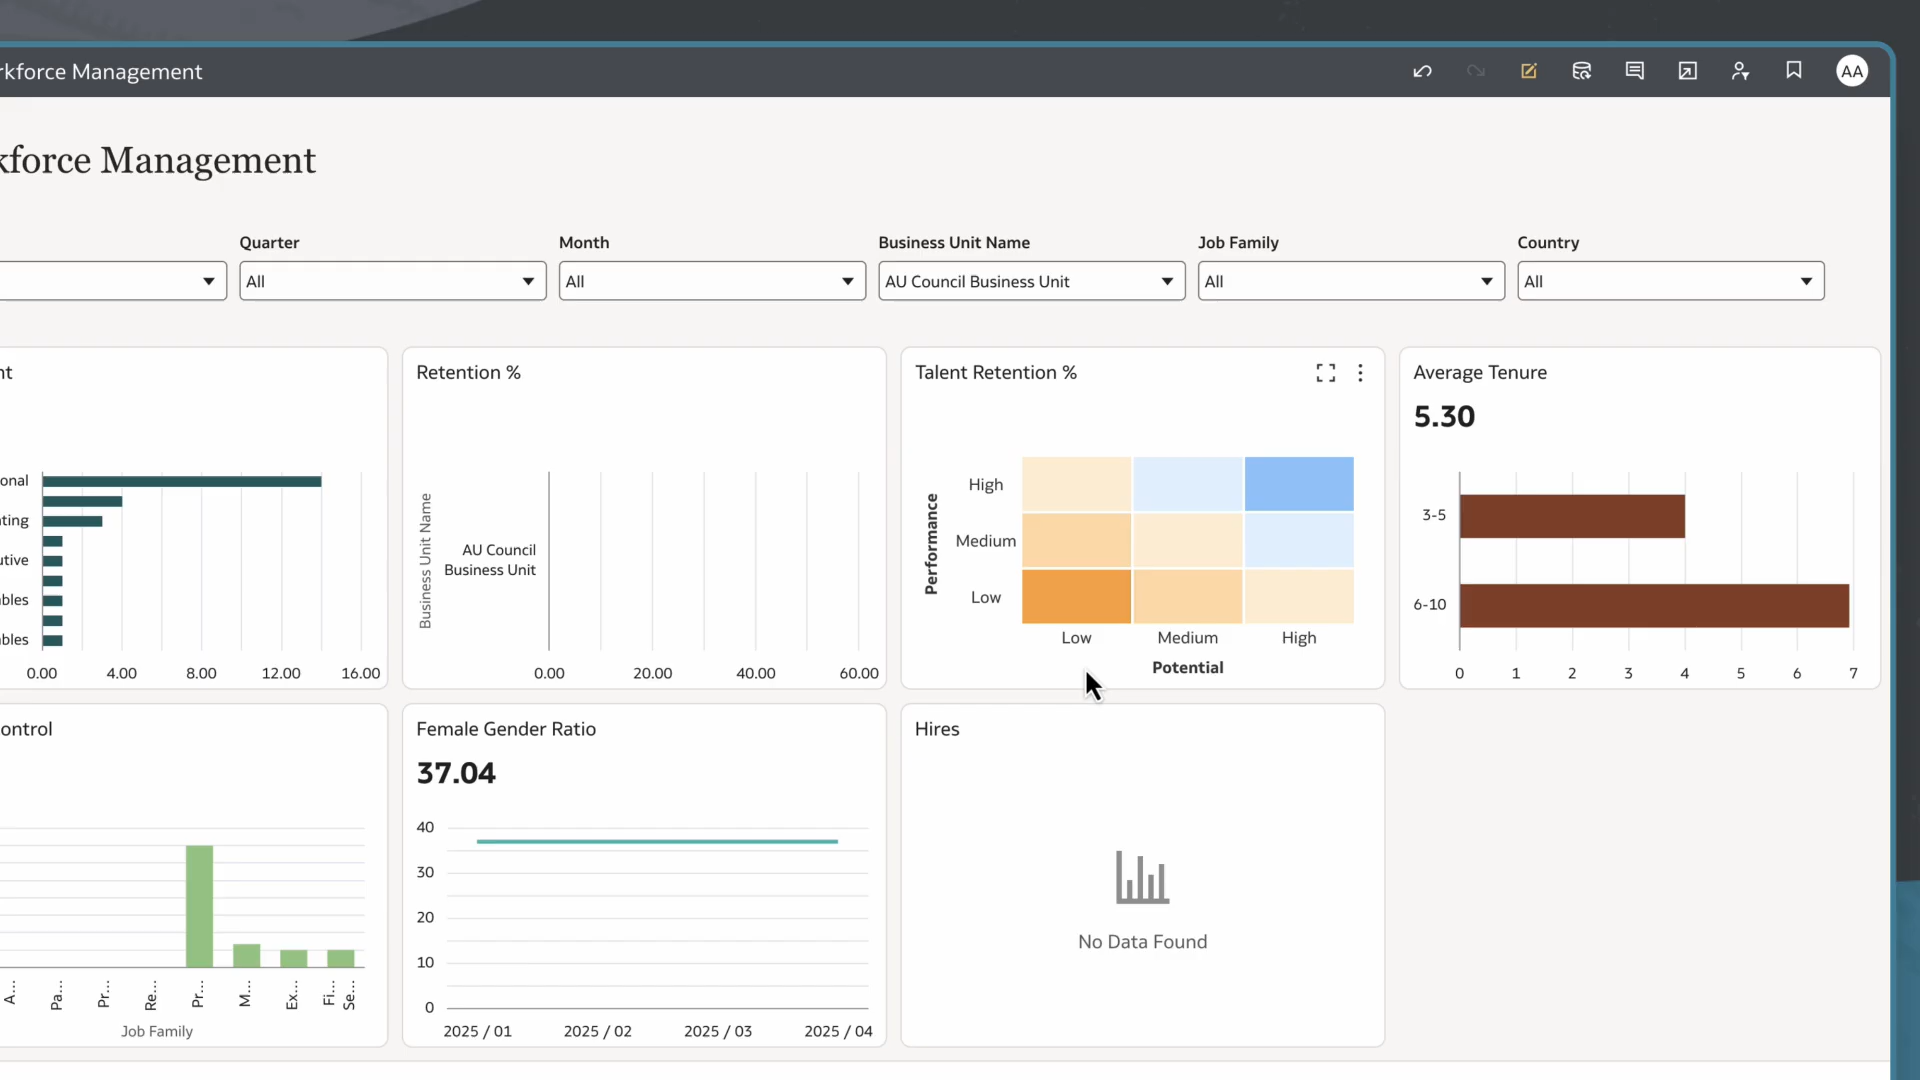 rkforce Management
AA
kforce Management
Quarter
Month
Business Unit Name
Job Family
Country
All
All
AU Council Business Unit
All
All
nt
onal
ting
utive
bles
bles
0.00 4.00 8.00 12.00 16.00
Retention %
Business Unit Name
AU Council
Business Unit
0.00 20.00 40.00 60.00
Talent Retention %
Performance
High
Medium
Low
Low Medium High
Potential
Average Tenure
5.30
3-5
6-10
0 1 2 3 4 5 6 7
ontrol
A...
Pa...
Pr...
Re...
Pr...
M...
Ex...
Fi...
Se...
Job Family
Female Gender Ratio
37.04
40
30
20
10
0
2025 / 01 2025 / 02 2025 / 03 2025 / 04
Hires
No Data Found